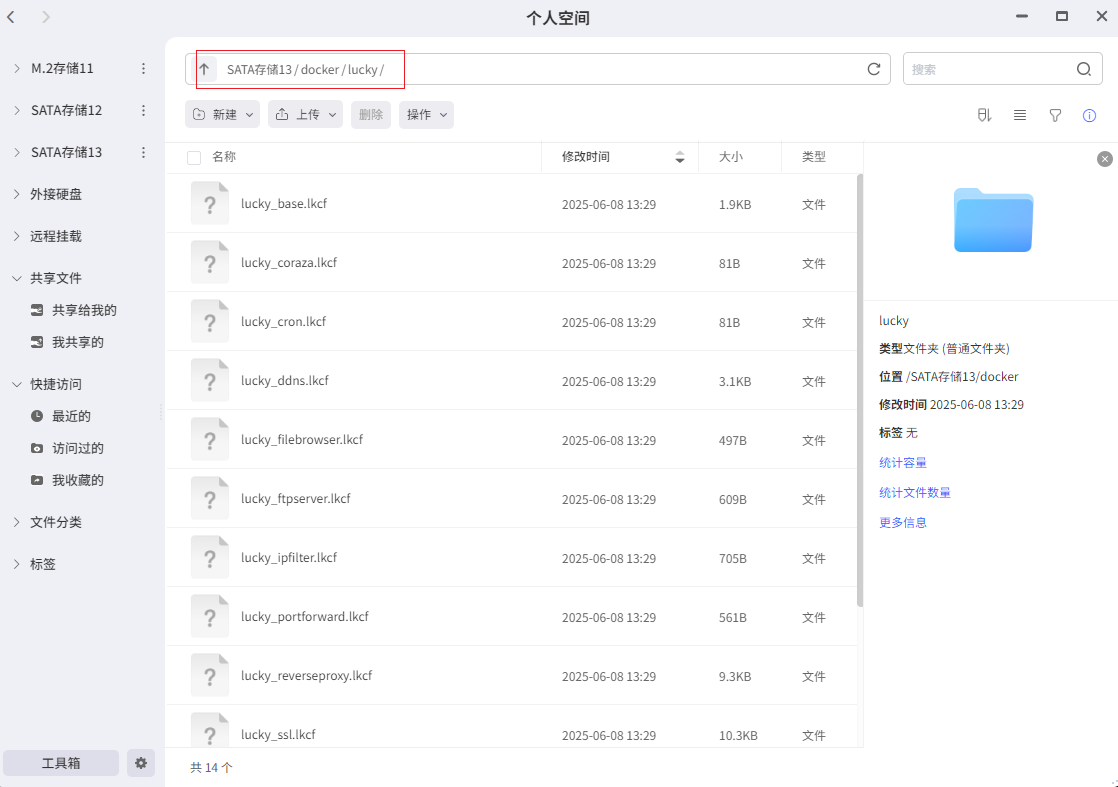 个人空间
M.2存储11
SATA存储12
SATA存储13
外接硬盘
远程挂载
共享文件
共享给我的
我共享的
快捷访问
最近的
访问过的
我收藏的
文件分类
标签
工具箱
SATA存储13 / docker / lucky /
搜索
新建 上传 删除 操作
名称 修改时间 大小 类型
lucky_base.lkcf 2025-06-08 13:29 1.9KB 文件
lucky_coraza.lkcf 2025-06-08 13:29 81B 文件
lucky_cron.lkcf 2025-06-08 13:29 81B 文件
lucky_ddns.lkcf 2025-06-08 13:29 3.1KB 文件
lucky_filebrowser.lkcf 2025-06-08 13:29 497B 文件
lucky_ftpserver.lkcf 2025-06-08 13:29 609B 文件
lucky_ipfilter.lkcf 2025-06-08 13:29 705B 文件
lucky_portforward.lkcf 2025-06-08 13:29 561B 文件
lucky_reverseproxy.lkcf 2025-06-08 13:29 9.3KB 文件
lucky_ssl.lkcf 2025-06-08 13:29 10.3KB 文件
共 14 个
lucky
类型文件夹 (普通文件夹)
位置 /SATA存储13/docker
修改时间 2025-06-08 13:29
标签 无
统计容量
统计文件数量
更多信息